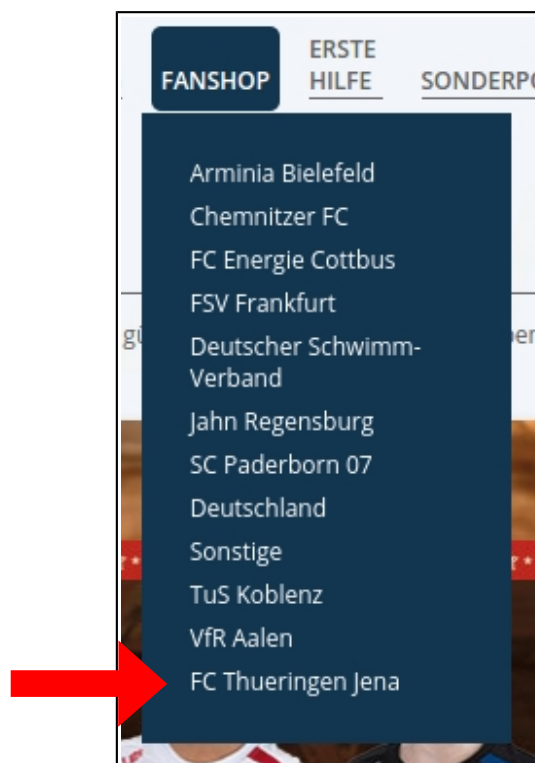 FANSHOP
ERSTE
HILFE
Arminia Bielefeld
Chemnitzer FC
FC Energie Cottbus
FSV Frankfurt
Deutscher Schwimm-
Verband
Jahn Regensburg
SC Paderborn 07
Deutschland
Sonstige
TuS Koblenz
VfR Aalen
FC Thueringen Jena